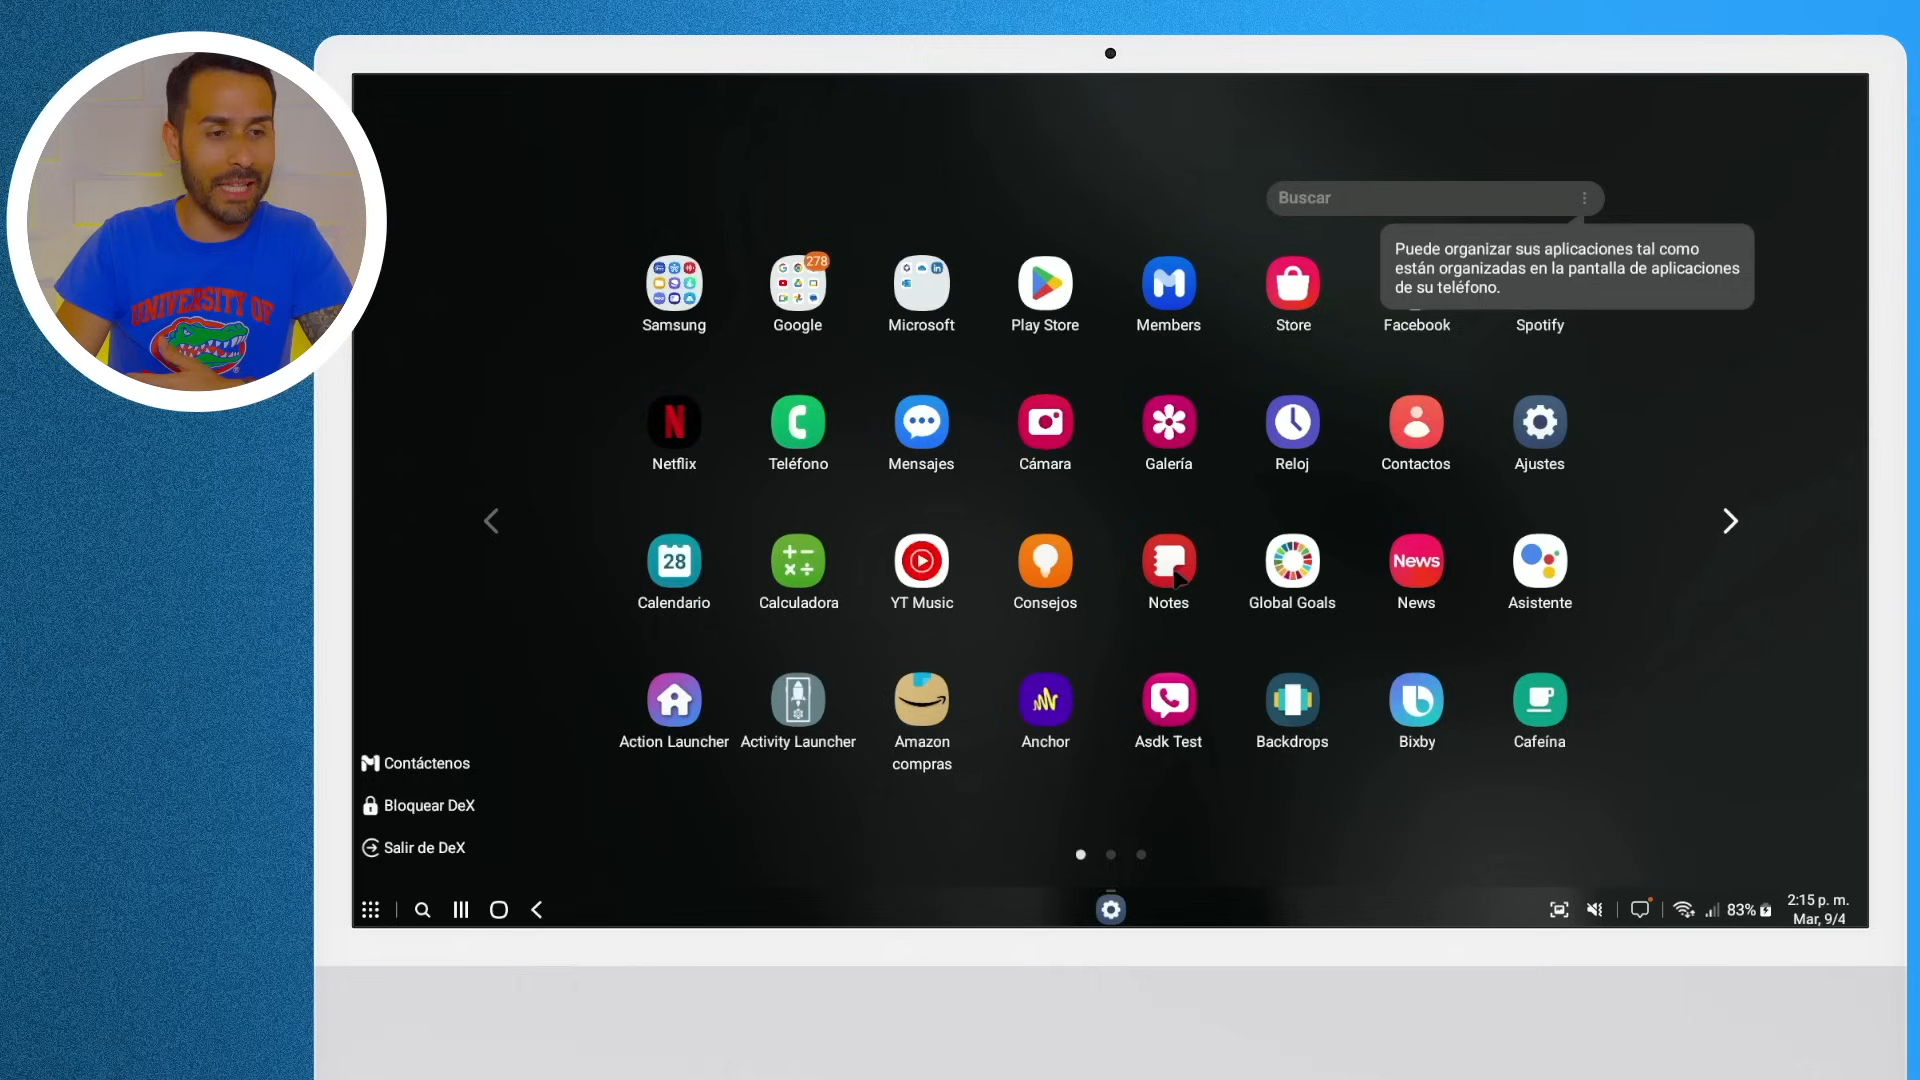 UNIVERSITY OF
Buscar
Puede organizar sus aplicaciones tal como
están organizadas en la pantalla de aplicaciones
de su teléfono.
278
Samsung
Google
Microsoft
Play Store
Members
Store
Facebook
Spotify
Netflix
Teléfono
Mensajes
Cámara
Galería
Reloj
Contactos
Ajustes
28
News
Calendario
Calculadora
YT Music
Consejos
Notes
Global Goals
News
Asistente
Action Launcher
Activity Launcher
Amazon
compras
Anchor
Asdk Test
Backdrops
Bixby
Cafeína
Contáctenos
Bloquear DeX
Salir de DeX
83%
2:15 p. m.
Mar, 9/4